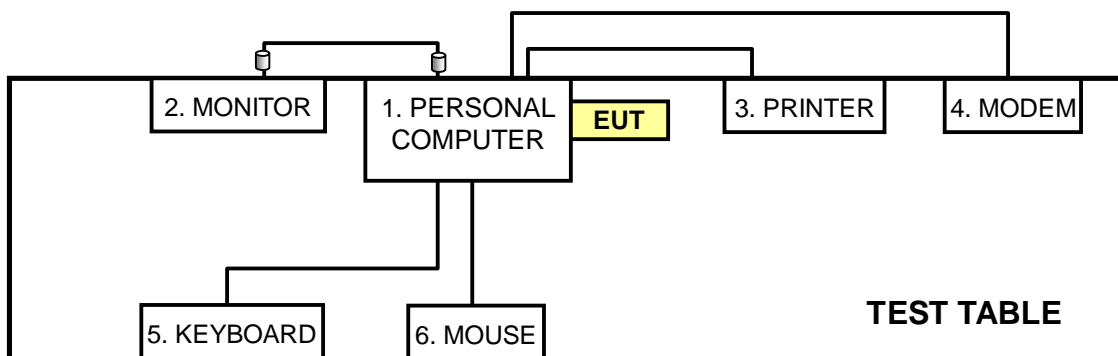 2. MONITOR
1. PERSONAL
COMPUTER
EUT
3. PRINTER
4. MODEM
5. KEYBOARD
6. MOUSE
TEST TABLE